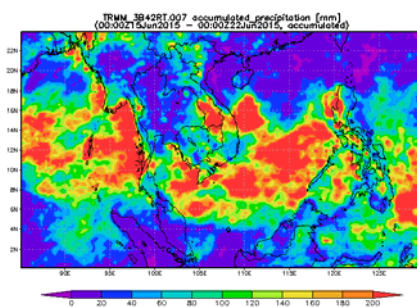 TRMM_3B42RT.007 accumulated_precipitation [mm]
(00:00Z15Jun2015 − 00:00Z22Jun2015, accumulated)
22N
20N
18N
16N
14N
12N
10N
8N
6N
4N
2N
90E 95E 100E 105E 110E 115E 120E 125E
0 20 40 60 80 100 120 140 160 180 200